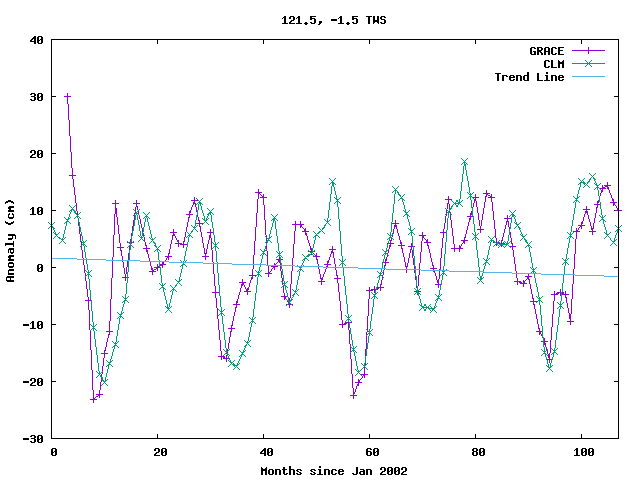 121.5, -1.5 TWS
GRACE
CLM
Trend Line
40
30
20
10
0
-10
-20
-30
Anomaly (cm)
0 20 40 60 80 100
Months since Jan 2002